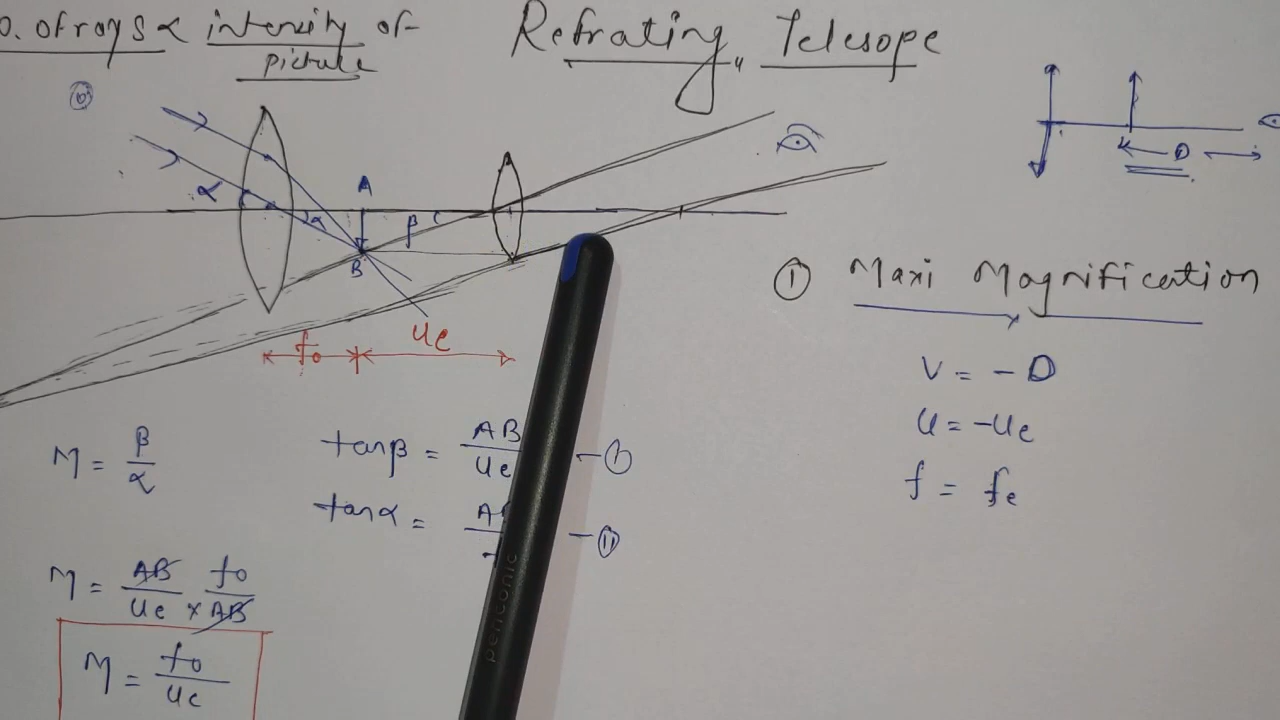 O. of rays α intensity of
picture
Refrating Telesope
α
α
A
β
B
fo
ue
D
① Maxi Magnification
V = - D
u = -ue
f = fe
M = β/α
tanβ = AB/ue - ①
tanα = - ⑪
M = AB/ue × fo/AB
M = fo/ue
penconic